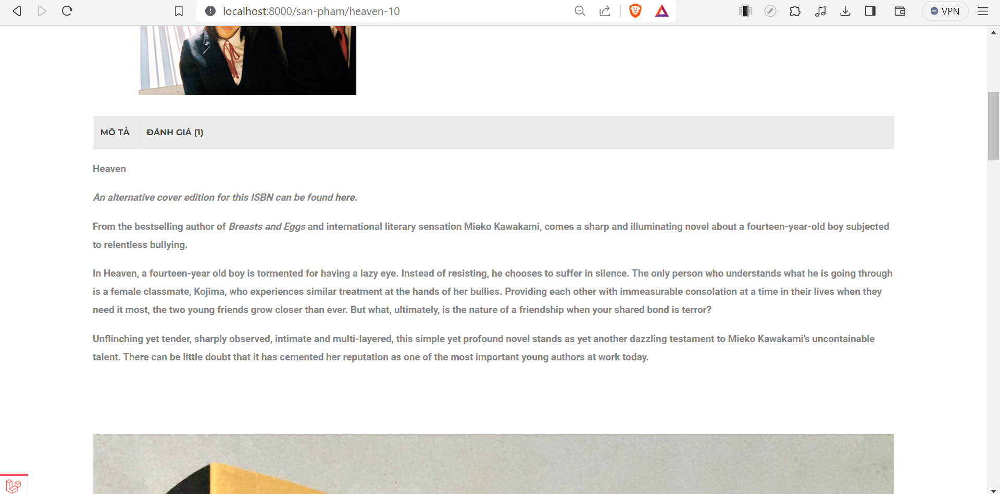 localhost:8000/san-pham/heaven-10
VPN
MÔ TẢ
ĐÁNH GIÁ (1)
Heaven
An alternative cover edition for this ISBN can be found here.
From the bestselling author of Breasts and Eggs and international literary sensation Mieko Kawakami, comes a sharp and illuminating novel about a fourteen-year-old boy subjected
to relentless bullying.
In Heaven, a fourteen-year old boy is tormented for having a lazy eye. Instead of resisting, he chooses to suffer in silence. The only person who understands what he is going through
is a female classmate, Kojima, who experiences similar treatment at the hands of her bullies. Providing each other with immeasurable consolation at a time in their lives when they
need it most, the two young friends grow closer than ever. But what, ultimately, is the nature of a friendship when your shared bond is terror?
Unflinching yet tender, sharply observed, intimate and multi-layered, this simple yet profound novel stands as yet another dazzling testament to Mieko Kawakami’s uncontainable
talent. There can be little doubt that it has cemented her reputation as one of the most important young authors at work today.